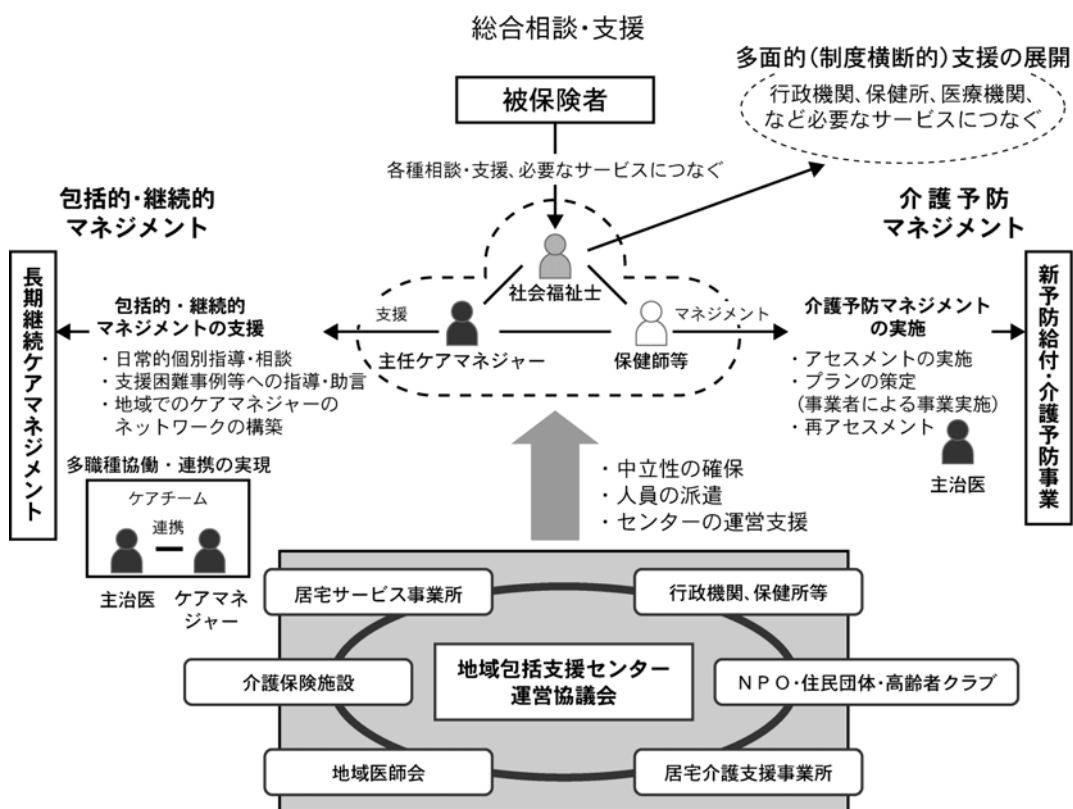 総合相談・支援
多面的(制度横断的)支援の展開
行政機関、保健所、医療機関、
など必要なサービスにつなぐ
被保険者
各種相談・支援、必要なサービスにつなぐ
包括的・継続的
マネジメント
介護予防
マネジメント
長期継続ケアマネジメント
包括的・継続的
マネジメントの支援
・日常的個別指導・相談
・支援困難事例等への指導・助言
・地域でのケアマネジャーの
ネットワークの構築
多職種協働・連携の実現
ケアチーム
連携
主治医
ケアマネ
ジャー
社会福祉士
支援
主任ケアマネジャー
保健師等
マネジメント
介護予防マネジメント
の実施
・アセスメントの実施
・プランの策定
(事業者による事業実施)
・再アセスメント
主治医
新予防給付・介護予防事業
・中立性の確保
・人員の派遣
・センターの運営支援
居宅サービス事業所
行政機関、保健所等
介護保険施設
地域包括支援センター
運営協議会
NPO・住民団体・高齢者クラブ
地域医師会
居宅介護支援事業所